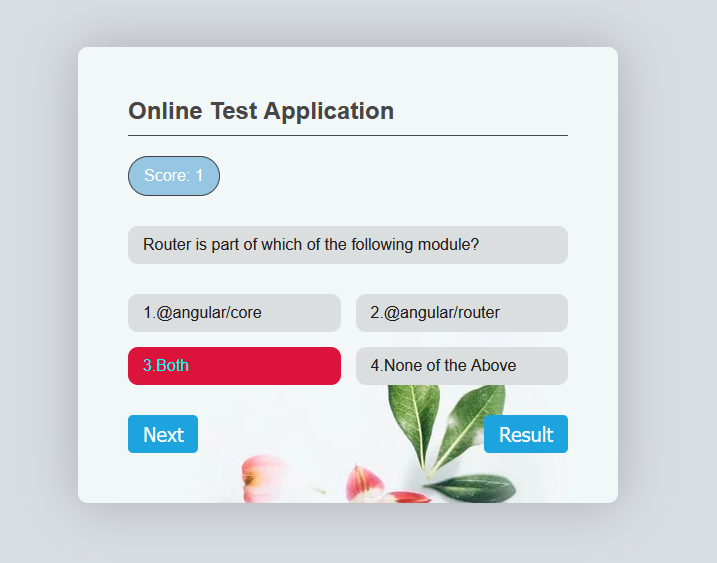 Online Test Application
Score: 1
Router is part of which of the following module?
1.@angular/core
2.@angular/router
3.Both
4.None of the Above
Next
Result